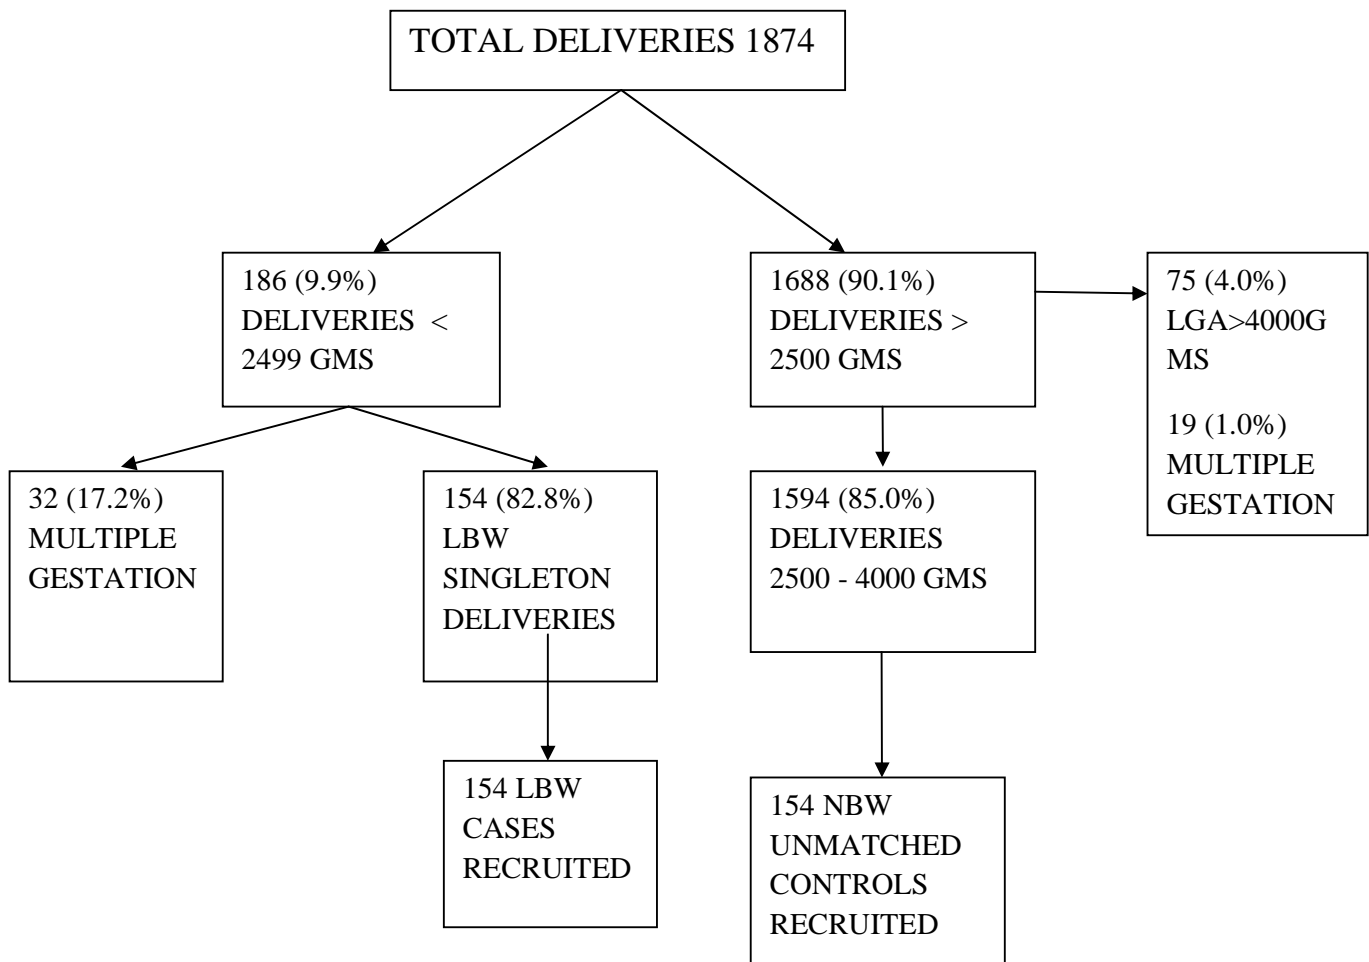 TOTAL DELIVERIES 1874
186 (9.9%)
DELIVERIES <
2499 GMS
1688 (90.1%)
DELIVERIES >
2500 GMS
75 (4.0%)
LGA>4000G
MS
19 (1.0%)
MULTIPLE
GESTATION
32 (17.2%)
MULTIPLE
GESTATION
154 (82.8%)
LBW
SINGLETON
DELIVERIES
1594 (85.0%)
DELIVERIES
2500 - 4000 GMS
154 LBW
CASES
RECRUITED
154 NBW
UNMATCHED
CONTROLS
RECRUITED